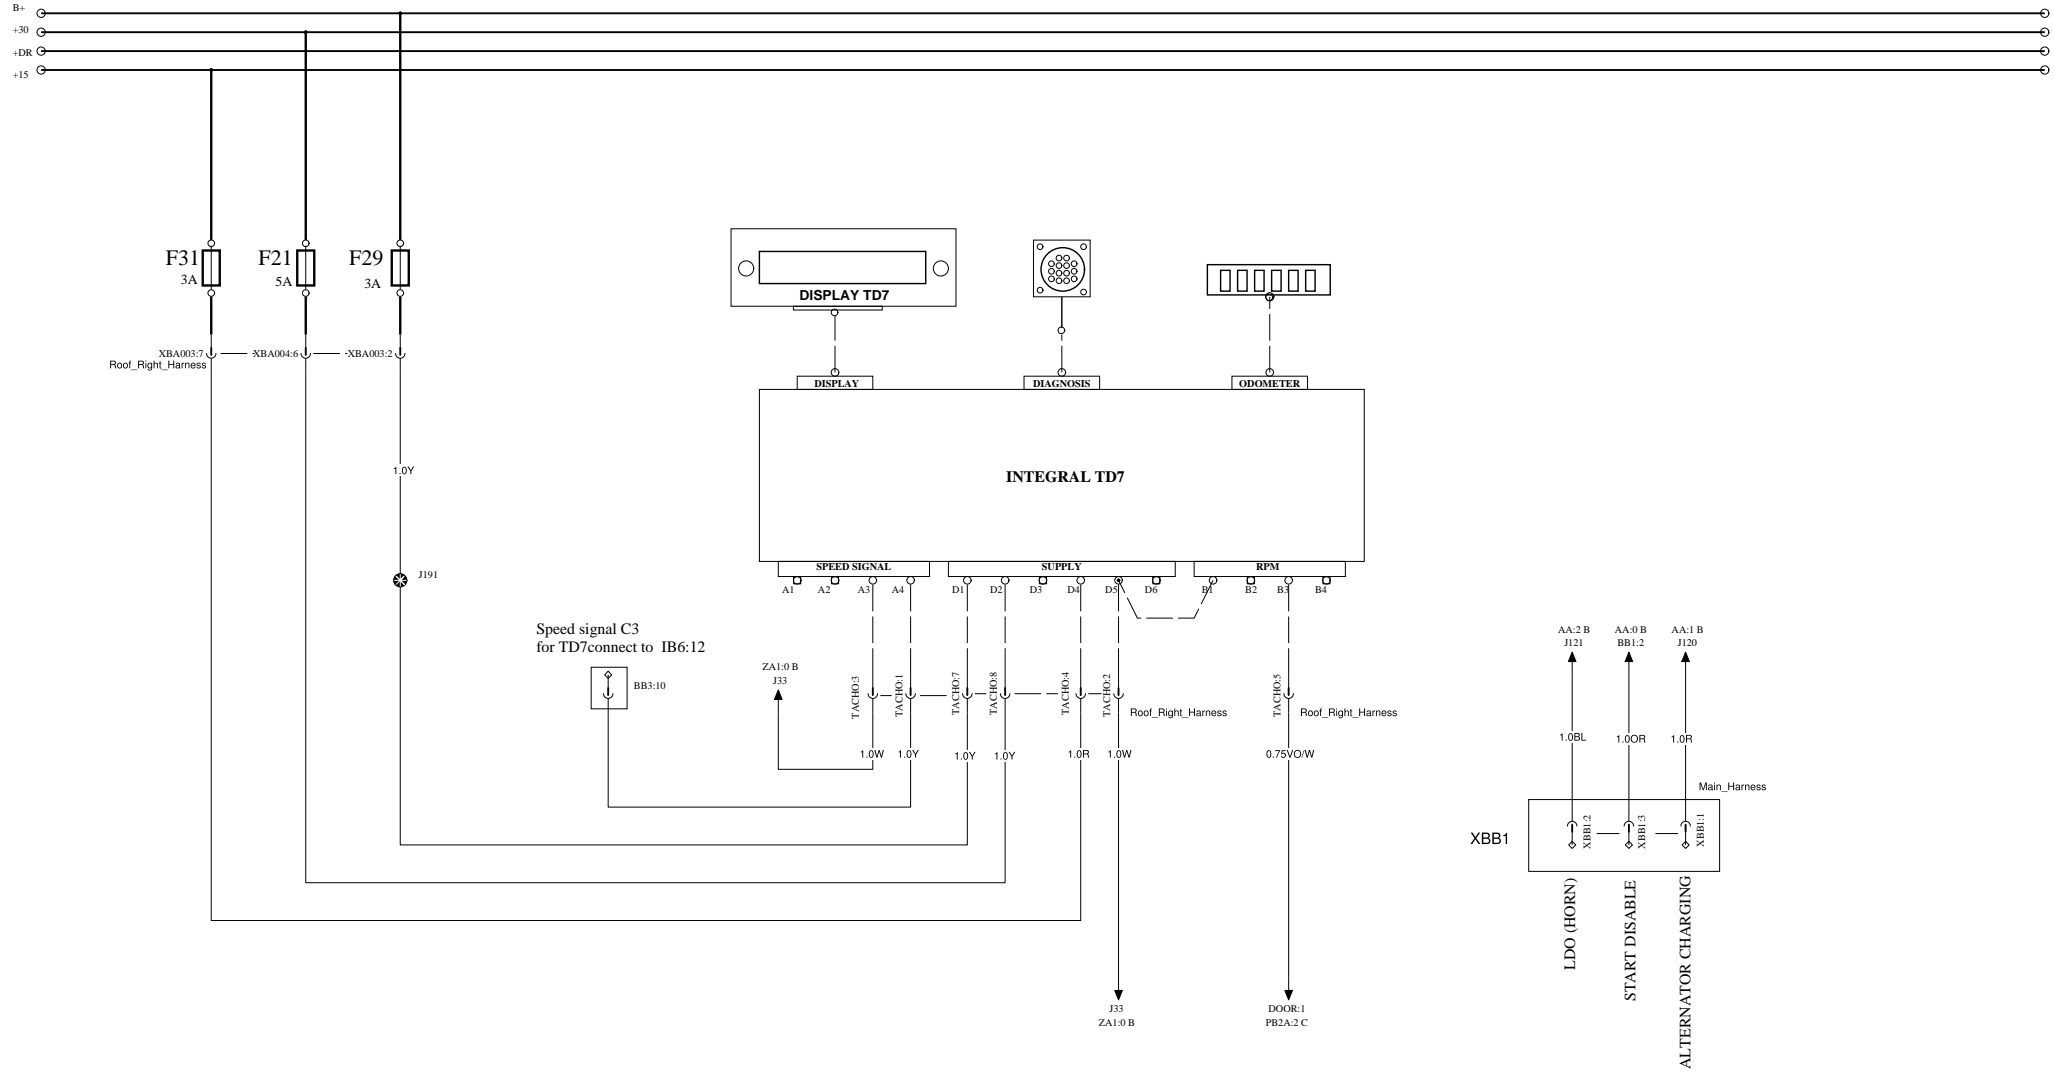 B+
+30
+DR
+15
F31
3A
F21
5A
F29
3A
DISPLAY TD7
XBA003:7
XBA004:6
XBA003:2
Roof_Right_Harness
DISPLAY
DIAGNOSIS
ODOMETER
1.0Y
INTEGRAL TD7
J191
SPEED SIGNAL
SUPPLY
RPM
A1
A2
A3
A4
D1
D2
D3
D4
D5
D6
B1
B2
B3
B4
Speed signal C3
for TD7connect to IB6:12
BB3:10
ZA1:0 B
J33
TACHO:3
TACHO:1
TACHO:7
TACHO:8
TACHO:4
TACHO:2
Roof_Right_Harness
TACHO:5
Roof_Right_Harness
1.0W
1.0Y
1.0Y
1.0Y
1.0R
1.0W
0.75VO/W
J33
ZA1:0 B
DOOR:1
PB2A:2 C
AA:2 B
J121
AA:0 B
BB1:2
AA:1 B
J120
1.0BL
1.0OR
1.0R
Main_Harness
XBB1
XBB1:2
XBB1:3
XBB1:1
LDO (HORN)
START DISABLE
ALTERNATOR CHARGING